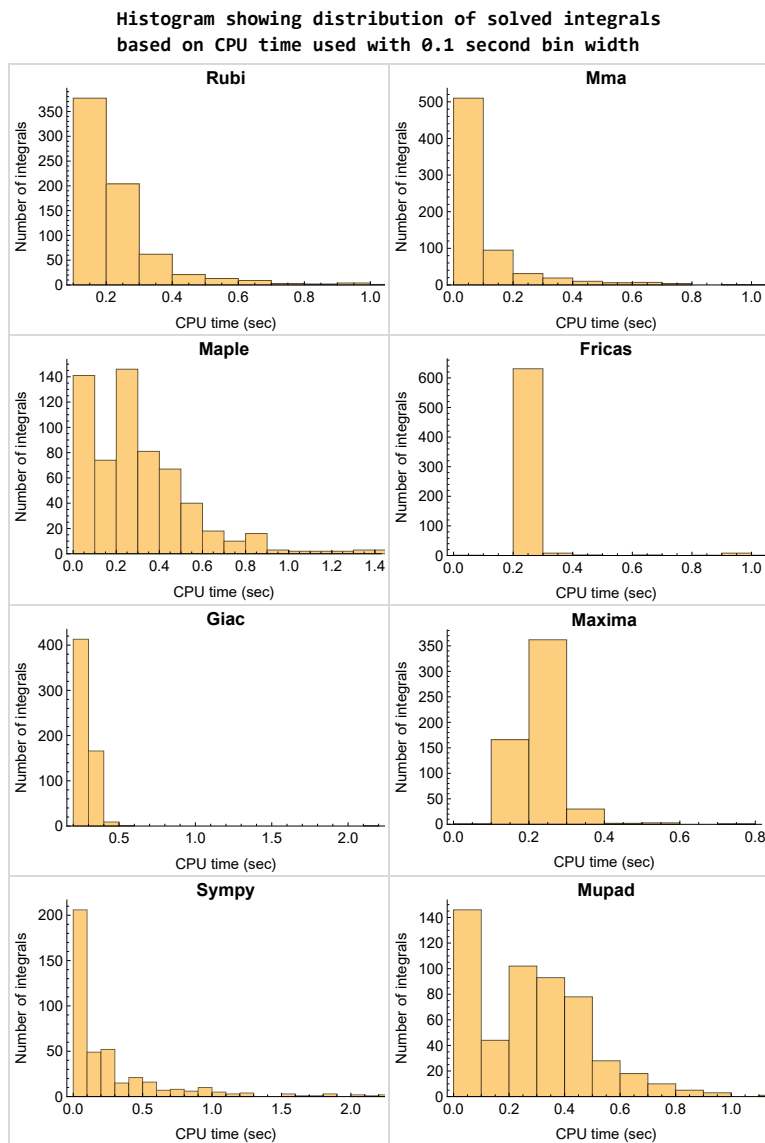 Histogram showing distribution of solved integrals
based on CPU time used with 0.1 second bin width
Rubi
Number of integrals
350
300
250
200
150
100
50
0
0.2 0.4 0.6 0.8 1.0
CPU time (sec)
Mma
Number of integrals
500
400
300
200
100
0
0.0 0.2 0.4 0.6 0.8 1.0
CPU time (sec)
Maple
Number of integrals
140
120
100
80
60
40
20
0
0.0 0.2 0.4 0.6 0.8 1.0 1.2 1.4
CPU time (sec)
Fricas
Number of integrals
600
500
400
300
200
100
0
0.0 0.2 0.4 0.6 0.8 1.0
CPU time (sec)
Giac
Number of integrals
400
300
200
100
0
0.5 1.0 1.5 2.0
CPU time (sec)
Maxima
Number of integrals
350
300
250
200
150
100
50
0
0.0 0.2 0.4 0.6 0.8
CPU time (sec)
Sympy
Number of integrals
200
150
100
50
0
0.0 0.5 1.0 1.5 2.0
CPU time (sec)
Mupad
Number of integrals
140
120
100
80
60
40
20
0
0.0 0.2 0.4 0.6 0.8 1.0
CPU time (sec)